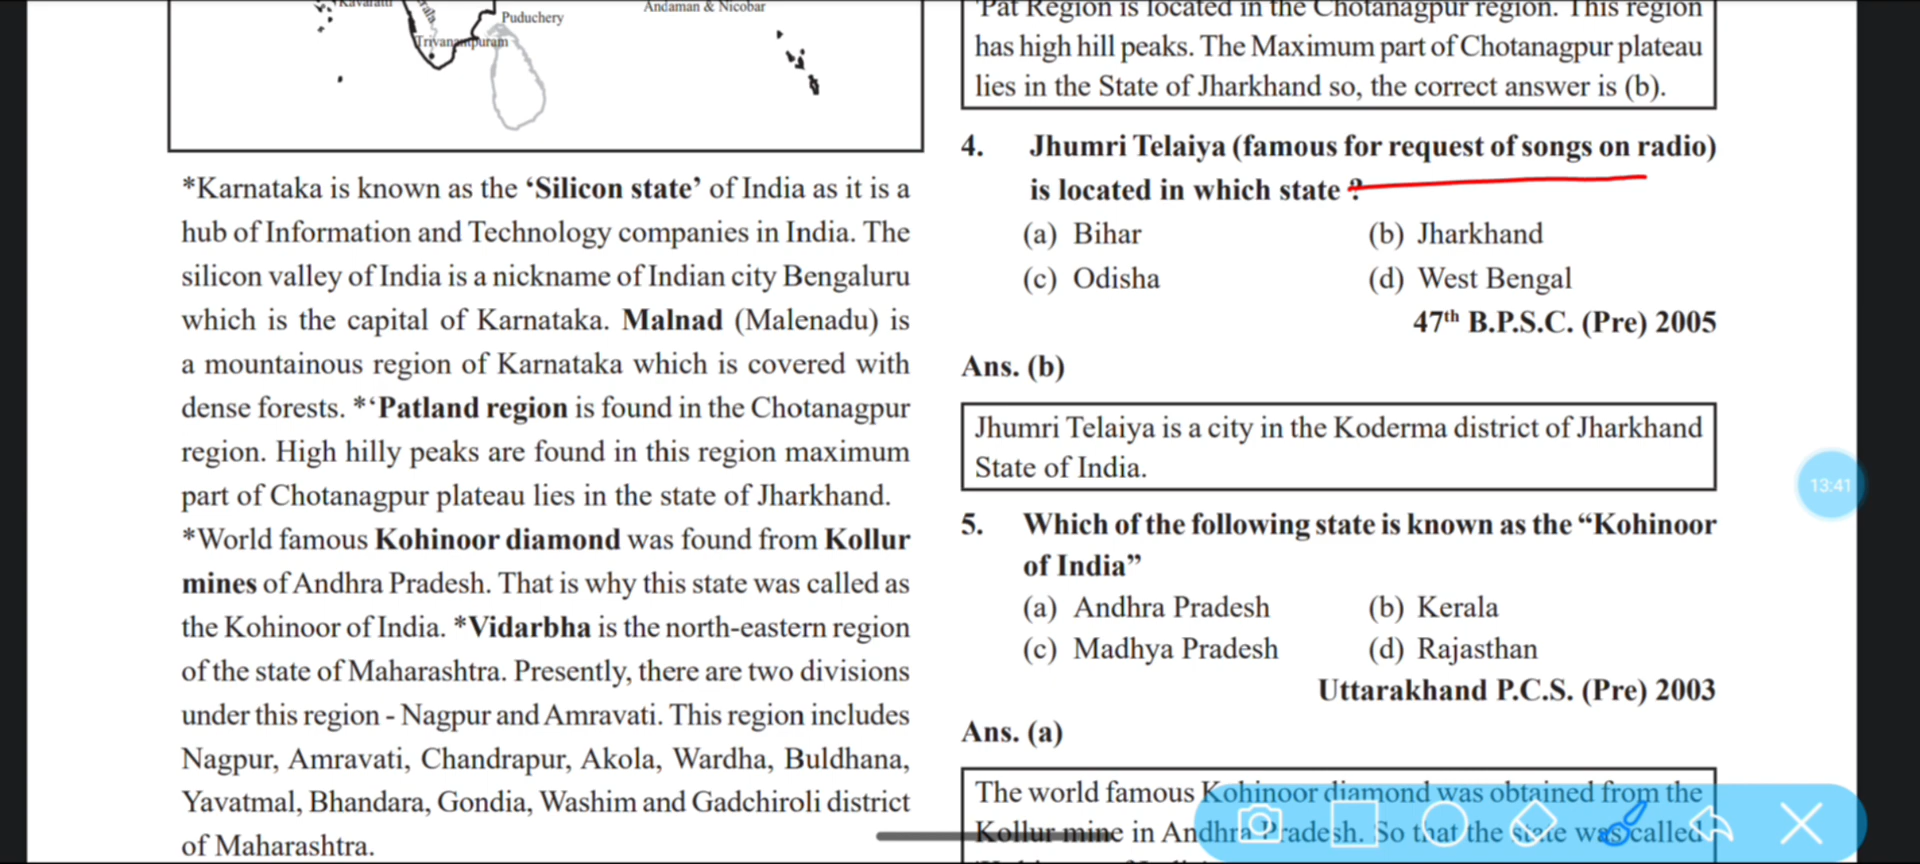 Kavaratti
Puduchery
Andaman & Nicobar
*Karnataka is known as the ‘Silicon state’ of India as it is a
hub of Information and Technology companies in India. The
silicon valley of India is a nickname of Indian city Bengaluru
which is the capital of Karnataka. Malnad (Malenadu) is
a mountainous region of Karnataka which is covered with
dense forests. *‘Patland region is found in the Chotanagpur
region. High hilly peaks are found in this region maximum
part of Chotanagpur plateau lies in the state of Jharkhand.
*World famous Kohinoor diamond was found from Kollur
mines of Andhra Pradesh. That is why this state was called as
the Kohinoor of India. *Vidarbha is the north-eastern region
of the state of Maharashtra. Presently, there are two divisions
under this region - Nagpur and Amravati. This region includes
Nagpur, Amravati, Chandrapur, Akola, Wardha, Buldhana,
Yavatmal, Bhandara, Gondia, Washim and Gadchiroli district
of Maharashtra.
Pat Region is located in the Chotanagpur region. This region
has high hill peaks. The Maximum part of Chotanagpur plateau
lies in the State of Jharkhand so, the correct answer is (b).
4. Jhumri Telaiya (famous for request of songs on radio)
is located in which state ?
(a) Bihar (b) Jharkhand
(c) Odisha (d) West Bengal
47th B.P.S.C. (Pre) 2005
Ans. (b)
Jhumri Telaiya is a city in the Koderma district of Jharkhand
State of India.
5. Which of the following state is known as the “Kohinoor
of India”
(a) Andhra Pradesh (b) Kerala
(c) Madhya Pradesh (d) Rajasthan
Uttarakhand P.C.S. (Pre) 2003
Ans. (a)
The world famous Kohinoor diamond was obtained from the
Kollur mine in Andhra Pradesh. So that the state was called
13:41